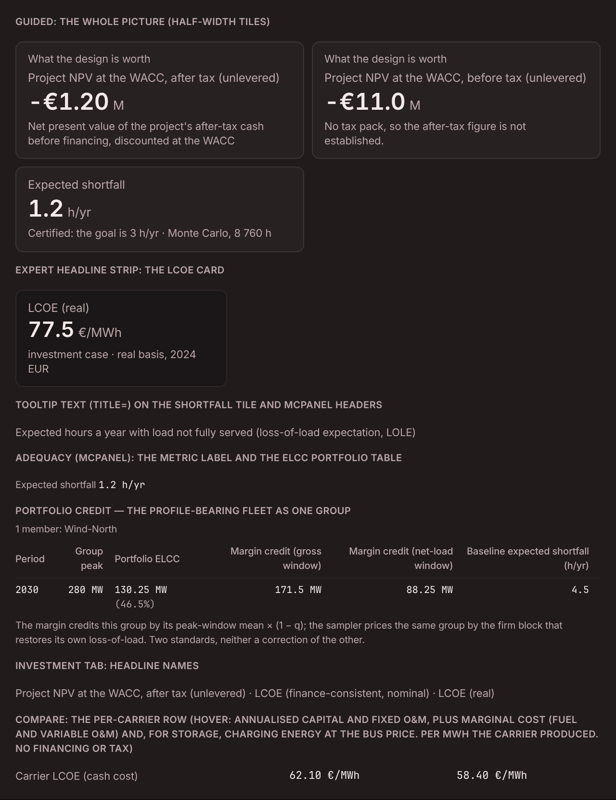 GUIDED: THE WHOLE PICTURE (HALF-WIDTH TILES)
What the design is worth
Project NPV at the WACC, after tax (unlevered)
-€1.20 M
Net present value of the project's after-tax cash
before financing, discounted at the WACC
What the design is worth
Project NPV at the WACC, before tax (unlevered)
-€11.0 M
No tax pack, so the after-tax figure is not
established.
Expected shortfall
1.2 h/yr
Certified: the goal is 3 h/yr · Monte Carlo, 8 760 h
EXPERT HEADLINE STRIP: THE LCOE CARD
LCOE (real)
77.5 €/MWh
investment case · real basis, 2024
EUR
TOOLTIP TEXT (TITLE=) ON THE SHORTFALL TILE AND MCPANEL HEADERS
Expected hours a year with load not fully served (loss-of-load expectation, LOLE)
ADEQUACY (MCPANEL): THE METRIC LABEL AND THE ELCC PORTFOLIO TABLE
Expected shortfall 1.2 h/yr
PORTFOLIO CREDIT — THE PROFILE-BEARING FLEET AS ONE GROUP
1 member: Wind-North
Period Group peak Portfolio ELCC Margin credit (gross window) Margin credit (net-load window) Baseline expected shortfall (h/yr)
2030 280 MW 130.25 MW (46.5%) 171.5 MW 88.25 MW 4.5
The margin credits this group by its peak-window mean × (1 − q); the sampler prices the same group by the firm block that
restores its own loss-of-load. Two standards, neither a correction of the other.
INVESTMENT TAB: HEADLINE NAMES
Project NPV at the WACC, after tax (unlevered) · LCOE (finance-consistent, nominal) · LCOE (real)
COMPARE: THE PER-CARRIER ROW (HOVER: ANNUALISED CAPITAL AND FIXED O&M, PLUS MARGINAL COST (FUEL
AND VARIABLE O&M) AND, FOR STORAGE, CHARGING ENERGY AT THE BUS PRICE. PER MWH THE CARRIER PRODUCED.
NO FINANCING OR TAX)
Carrier LCOE (cash cost) 62.10 €/MWh 58.40 €/MWh